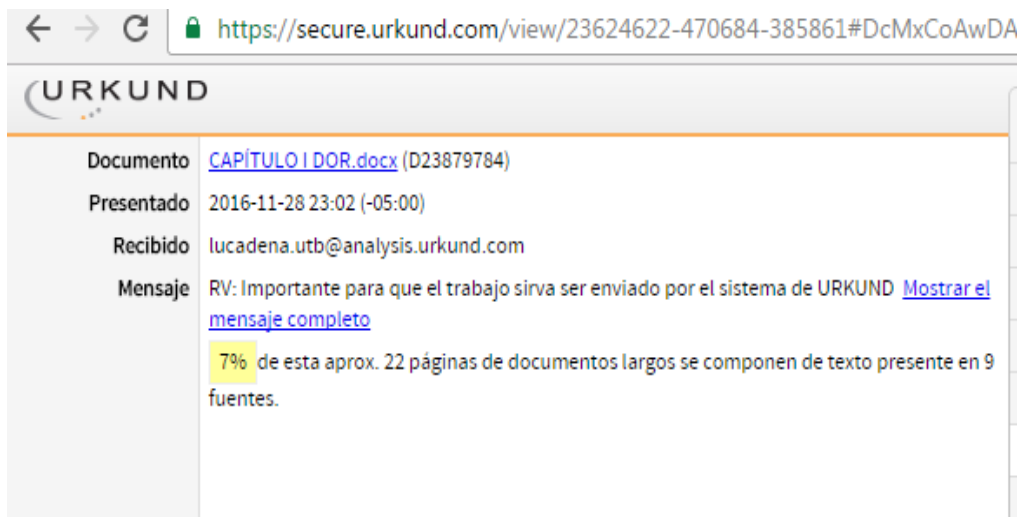 https://secure.urkund.com/view/23624622-470684-385861#DcMxCoAwDA
URKUND
Documento CAPÍTULO I DOR.docx (D23879784)
Presentado 2016-11-28 23:02 (-05:00)
Recibido lucadena.utb@analysis.urkund.com
Mensaje RV: Importante para que el trabajo sirva ser enviado por el sistema de URKUND Mostrar el
mensaje completo
7% de esta aprox. 22 páginas de documentos largos se componen de texto presente en 9
fuentes.